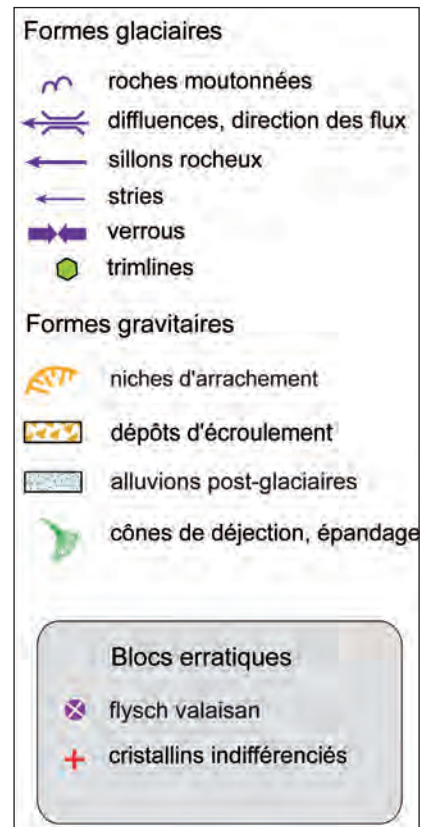 Formes glaciaires
roches moutonnées
diffluences, direction des flux
sillons rocheux
stries
verrous
trimlines
Formes gravitaires
niches d'arrachement
dépôts d'écroulement
alluvions post-glaciaires
cônes de déjection, épandage
Blocs erratiques
flysch valaisan
cristallins indifférenciés